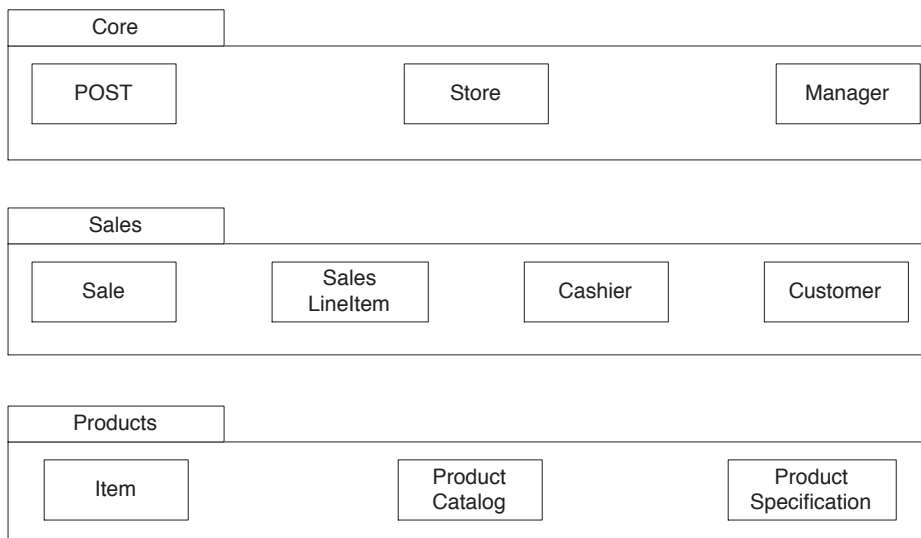 Core
POST
Store
Manager
Sales
Sale
Sales
LineItem
Cashier
Customer
Products
Item
Product
Catalog
Product
Specification